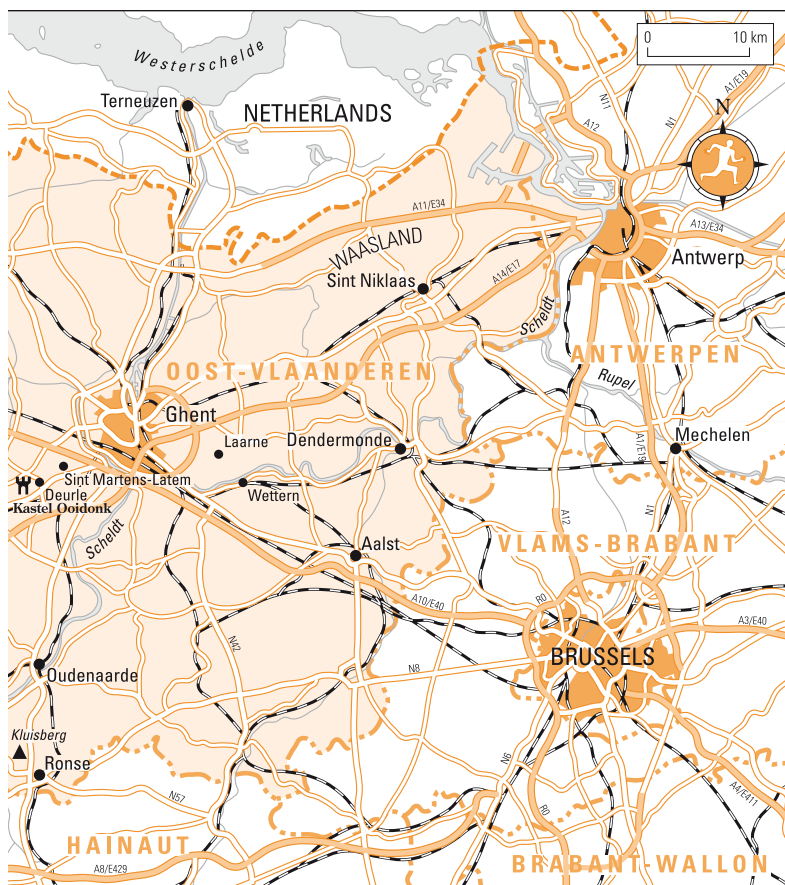 Westerschelde
0 10 km
Terneuzen
NETHERLANDS
N11
A1/E19
A12
N1
N
A11/E34
A13/E34
WAASLAND
Antwerp
Sint Niklaas
A14/E17
Scheldt
OOST-VLAANDEREN
ANTWERPEN
Rupel
Ghent
Laarne
Dendermonde
Mechelen
A1/E19
Sint Martens-Latem
Deurle
Wettern
Kastel Ooidonk
Scheldt
A12
N1
Aalst
VLAMS-BRABANT
A10/E40
R0
A3/E40
N42
BRUSSELS
N8
Oudenaarde
Kluisberg
Ronse
N6
N57
R0
A4/E411
HAINAUT
A8/E429
BRABANT-WALLON